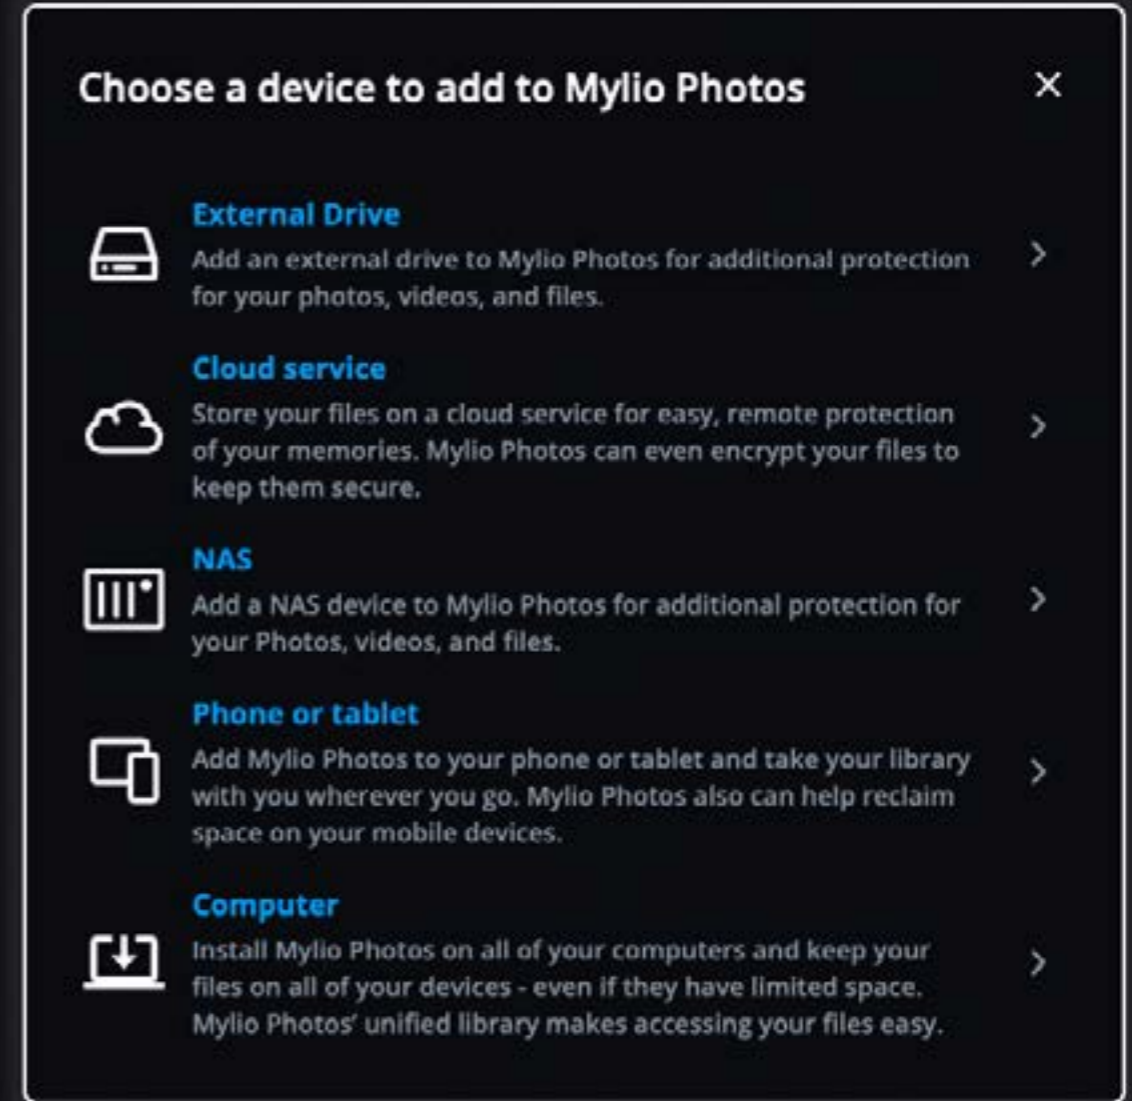 Choose a device to add to Mylio Photos
External Drive
Add an external drive to Mylio Photos for additional protection
for your photos, videos, and files.
Cloud service
Store your files on a cloud service for easy, remote protection
of your memories. Mylio Photos can even encrypt your files to
keep them secure.
NAS
Add a NAS device to Mylio Photos for additional protection for
your Photos, videos, and files.
Phone or tablet
Add Mylio Photos to your phone or tablet and take your library
with you wherever you go. Mylio Photos also can help reclaim
space on your mobile devices.
Computer
Install Mylio Photos on all of your computers and keep your
files on all of your devices - even if they have limited space.
Mylio Photos’ unified library makes accessing your files easy.